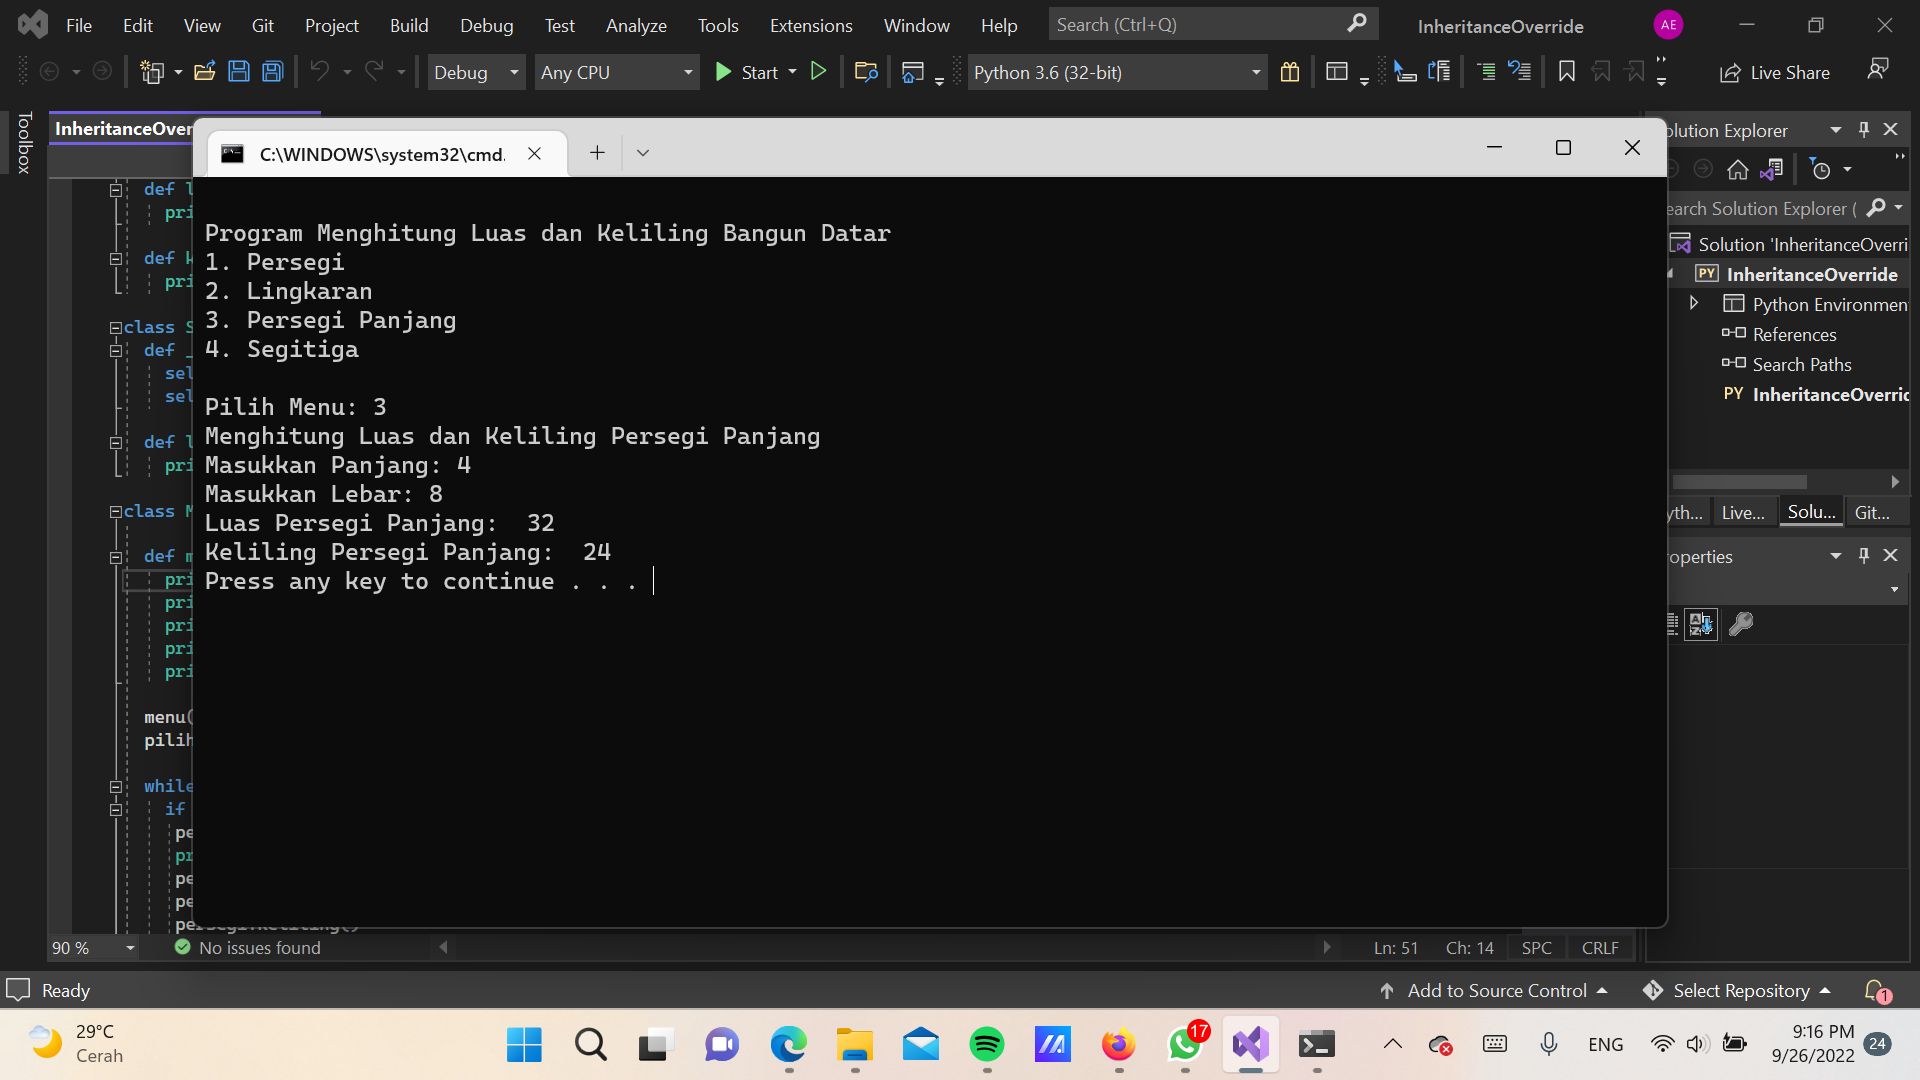 File Edit View Git Project Build Debug Test Analyze Tools Extensions Window Help Search (Ctrl+Q) InheritanceOverride AE
Debug Any CPU Start Python 3.6 (32-bit) Live Share
Toolbox
InheritanceOver
C:\WINDOWS\system32\cmd.
Program Menghitung Luas dan Keliling Bangun Datar
1. Persegi
2. Lingkaran
3. Persegi Panjang
4. Segitiga
Pilih Menu: 3
Menghitung Luas dan Keliling Persegi Panjang
Masukkan Panjang: 4
Masukkan Lebar: 8
Luas Persegi Panjang:  32
Keliling Persegi Panjang:  24
Press any key to continue . . .
def l
pri
def k
pri
class S
def _
sel
sel
def l
pri
class M
def m
pri
pri
pri
pri
pri
menu(
pilih
while
if
pe
pr
pe
pe
olution Explorer
earch Solution Explorer (
Solution 'InheritanceOverri
PY InheritanceOverride
Python Environmen
References
Search Paths
PY InheritanceOverric
yth... Live... Solu... Git...
roperties
90 % No issues found Ln: 51 Ch: 14 SPC CRLF
Ready Add to Source Control Select Repository 1
29°C
Cerah
17
ENG
9:16 PM
9/26/2022
24